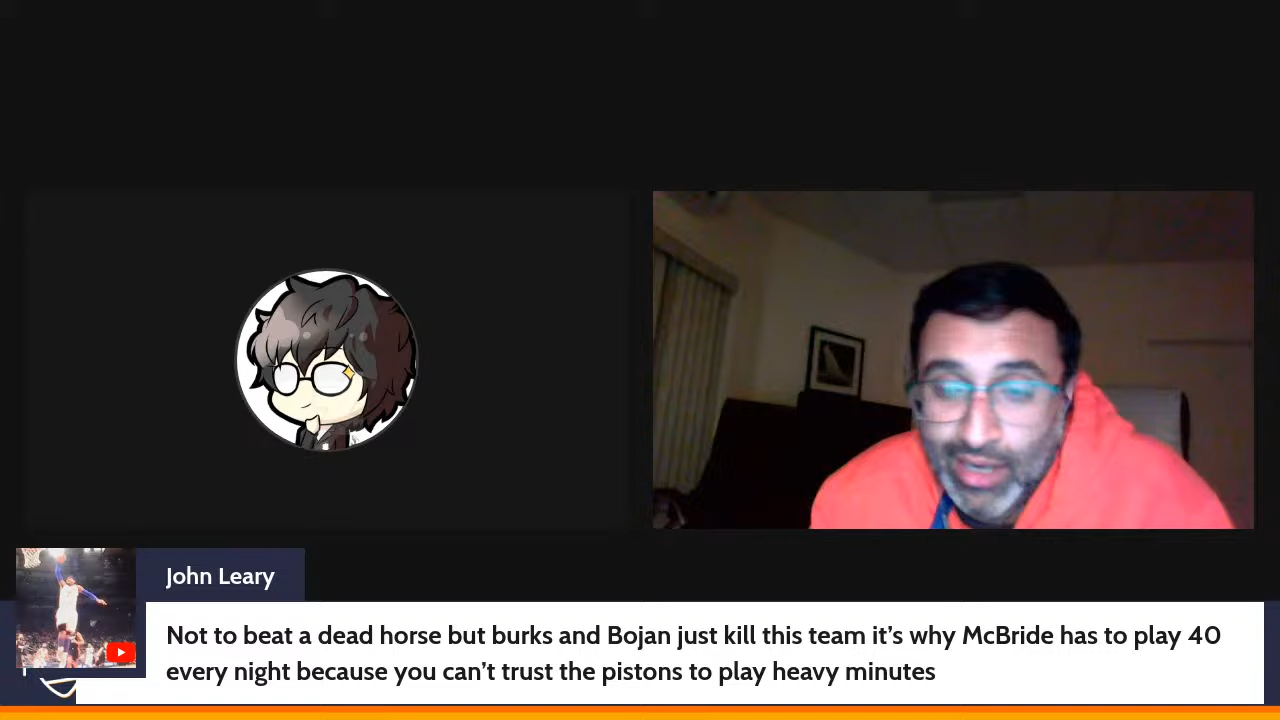 John Leary
Not to beat a dead horse but burks and Bojan just kill this team it’s why McBride has to play 40
every night because you can’t trust the pistons to play heavy minutes